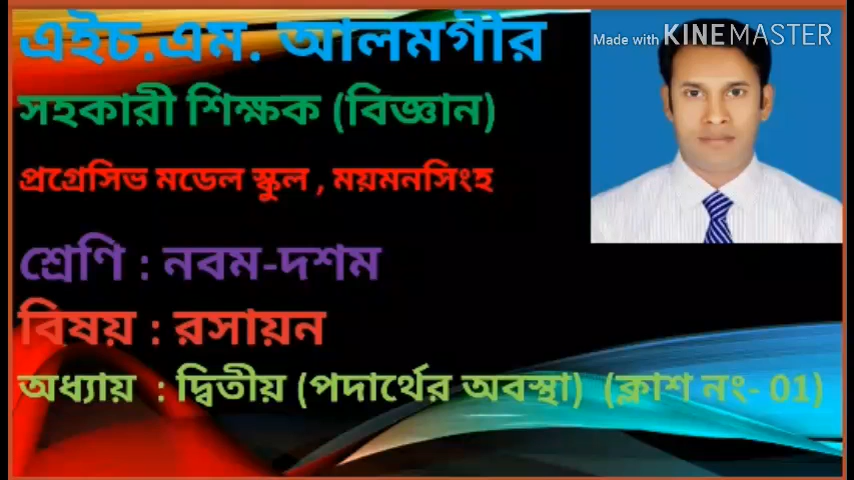 এইচ.এম. আলমগীর
Made with KINEMASTER
সহকারী শিক্ষক (বিজ্ঞান)
প্রগ্রেসিভ মডেল স্কুল , ময়মনসিংহ
শ্রেণি : নবম-দশম
বিষয় : রসায়ন
অধ্যায় : দ্বিতীয় (পদার্থের অবস্থা) (ক্লাশ নং- 01)